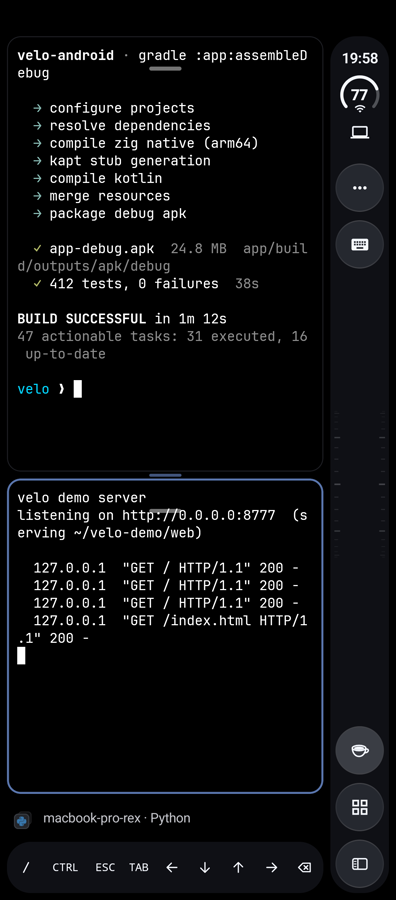 velo-android · gradle :app:assembleD
ebug
→ configure projects
→ resolve dependencies
→ compile zig native (arm64)
→ kapt stub generation
→ compile kotlin
→ merge resources
→ package debug apk
✓ app-debug.apk  24.8 MB  app/buil
d/outputs/apk/debug
✓ 412 tests, 0 failures  38s
BUILD SUCCESSFUL in 1m 12s
47 actionable tasks: 31 executed, 16
up-to-date
velo ❯
velo demo server
listening on http://0.0.0.0:8777  (s
erving ~/velo-demo/web)
127.0.0.1  "GET / HTTP/1.1" 200 -
127.0.0.1  "GET / HTTP/1.1" 200 -
127.0.0.1  "GET / HTTP/1.1" 200 -
127.0.0.1  "GET /index.html HTTP/1
.1" 200 -
macbook-pro-rex · Python
/ CTRL ESC TAB ← ↓ ↑ →
19:58
77